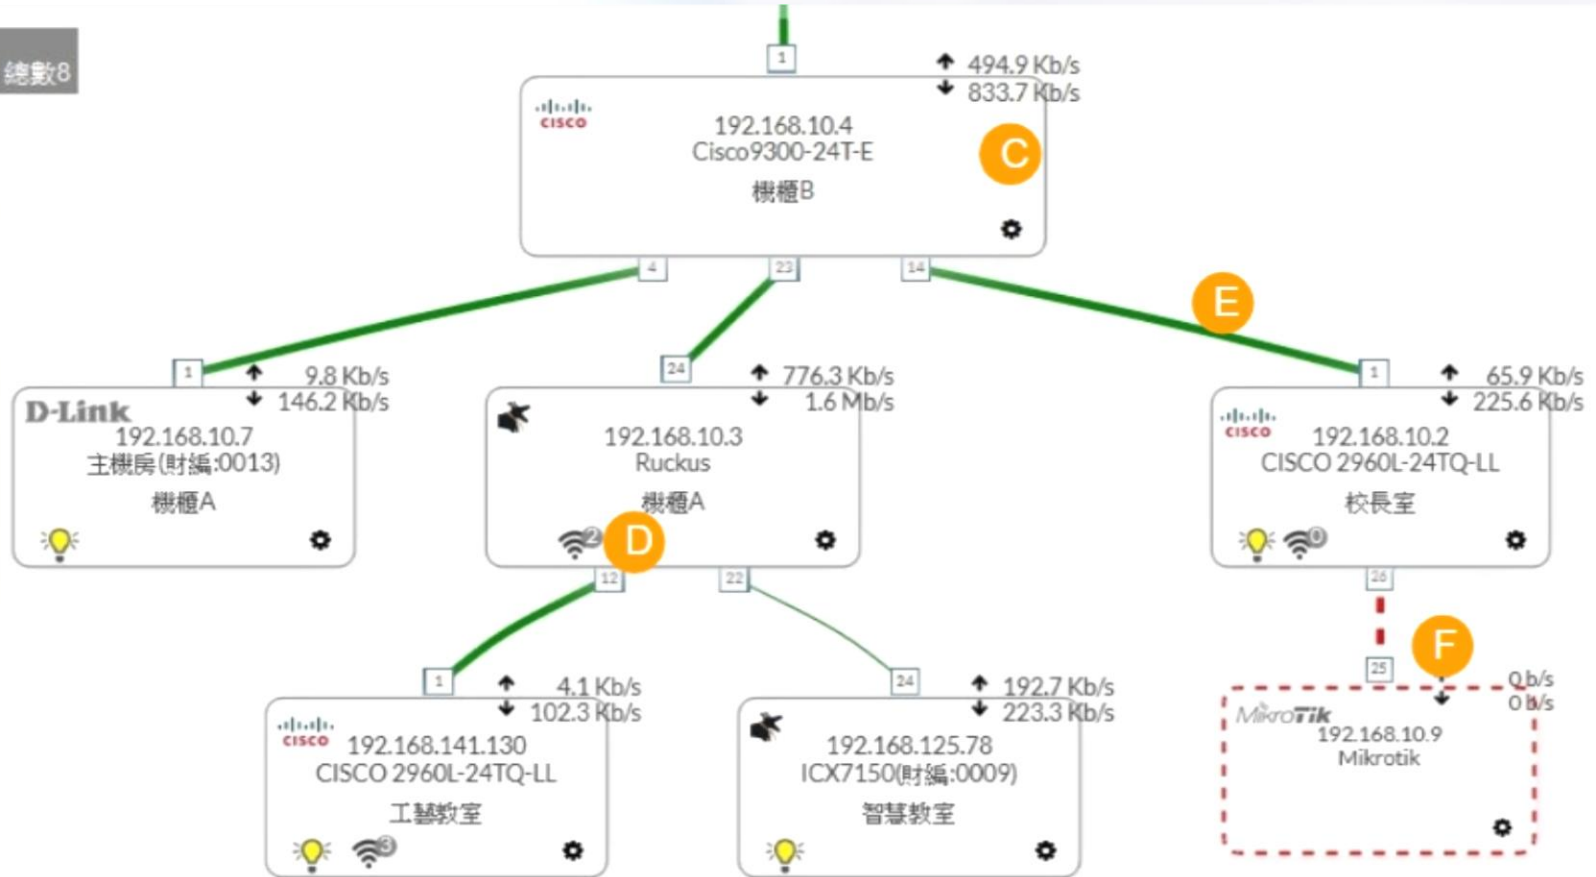 總數8
1
494.9 Kb/s
833.7 Kb/s
CISCO
192.168.10.4
Cisco9300-24T-E
C
機櫃B
4
23
14
E
1
9.8 Kb/s
146.2 Kb/s
D-Link
192.168.10.7
主機房(財編:0013)
機櫃A
24
776.3 Kb/s
1.6 Mb/s
192.168.10.3
Ruckus
機櫃A
2
D
12
22
1
65.9 Kb/s
225.6 Kb/s
CISCO
192.168.10.2
CISCO 2960L-24TQ-LL
校長室
0
26
25
F
0 b/s
0 b/s
MikroTik
192.168.10.9
Mikrotik
1
4.1 Kb/s
102.3 Kb/s
CISCO
192.168.141.130
CISCO 2960L-24TQ-LL
工藝教室
3
24
192.7 Kb/s
223.3 Kb/s
192.168.125.78
ICX7150(財編:0009)
智慧教室